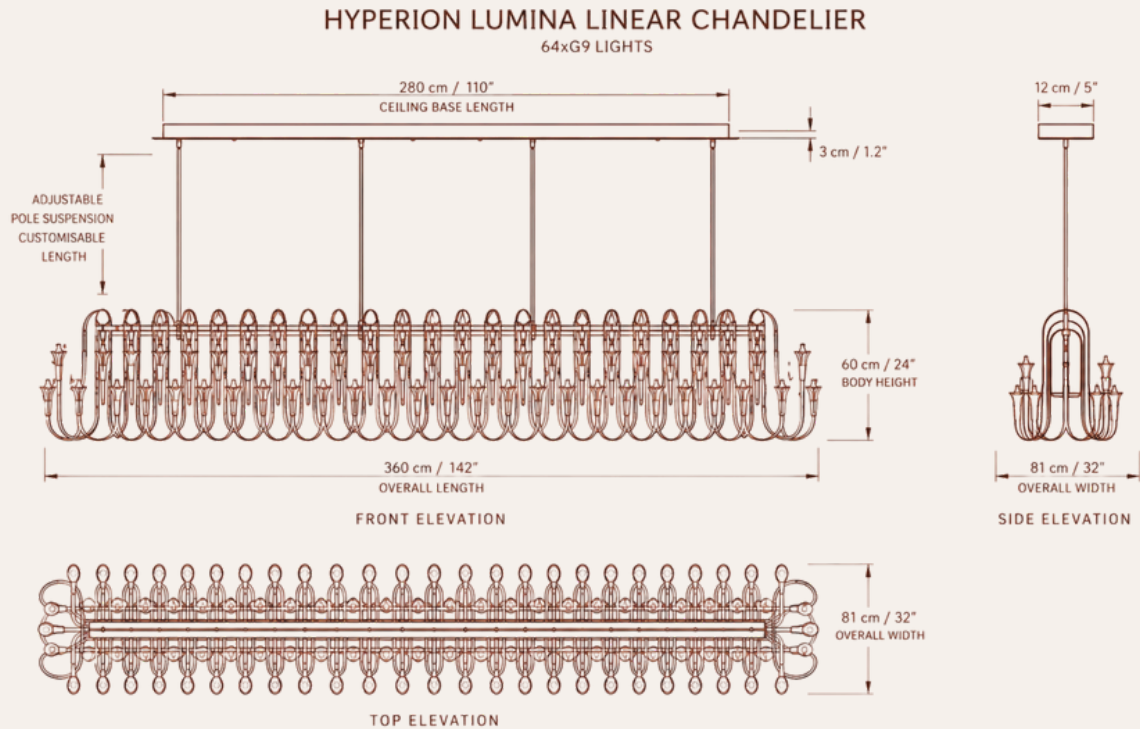 HYPERION LUMINA LINEAR CHANDELIER
64xG9 LIGHTS
280 cm / 110"
CEILING BASE LENGTH
12 cm / 5"
3 cm / 1.2"
ADJUSTABLE
POLE SUSPENSION
CUSTOMISABLE
LENGTH
60 cm / 24"
BODY HEIGHT
360 cm / 142"
OVERALL LENGTH
81 cm / 32"
OVERALL WIDTH
FRONT ELEVATION
SIDE ELEVATION
81 cm / 32"
OVERALL WIDTH
TOP ELEVATION